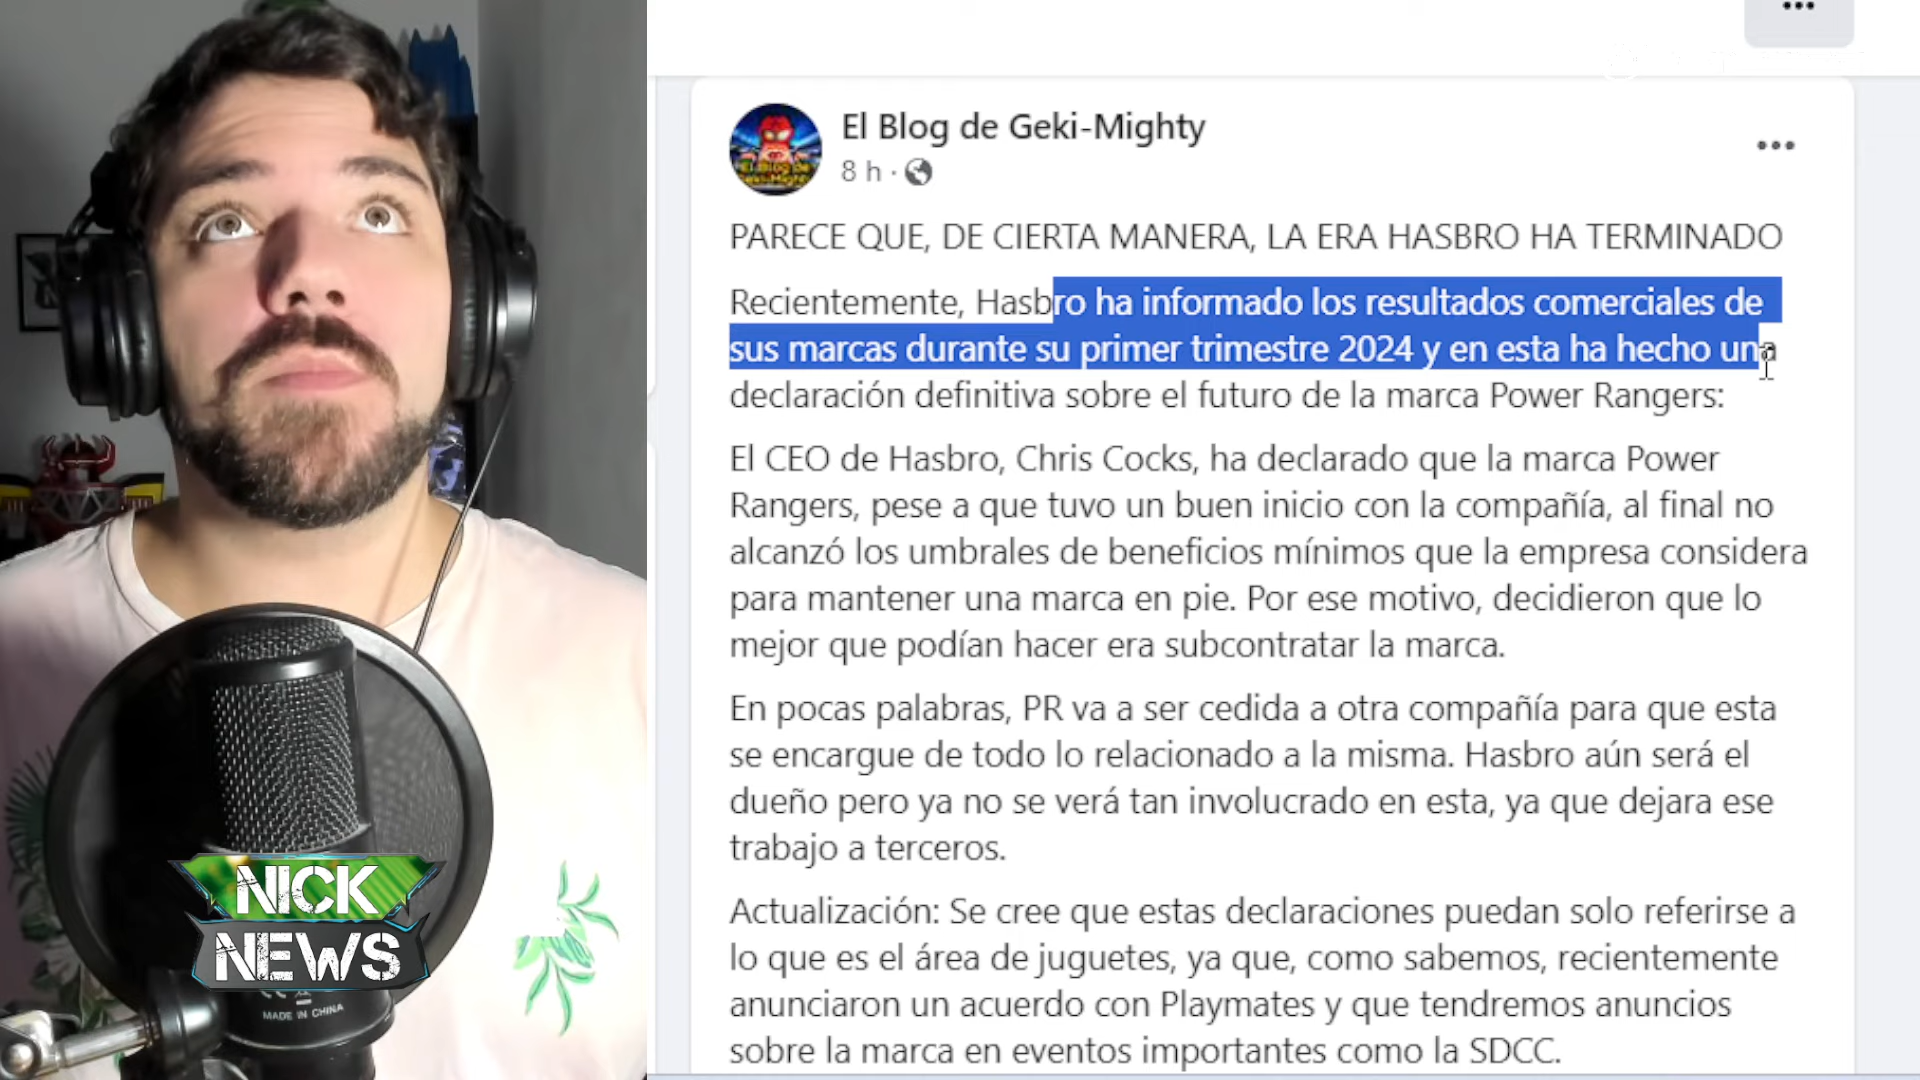 El Blog de Geki-Mighty
8 h ·
PARECE QUE, DE CIERTA MANERA, LA ERA HASBRO HA TERMINADO
Recientemente, Hasbro ha informado los resultados comerciales de
sus marcas durante su primer trimestre 2024 y en esta ha hecho una
declaración definitiva sobre el futuro de la marca Power Rangers:
El CEO de Hasbro, Chris Cocks, ha declarado que la marca Power
Rangers, pese a que tuvo un buen inicio con la compañía, al final no
alcanzó los umbrales de beneficios mínimos que la empresa considera
para mantener una marca en pie. Por ese motivo, decidieron que lo
mejor que podían hacer era subcontratar la marca.
En pocas palabras, PR va a ser cedida a otra compañía para que esta
se encargue de todo lo relacionado a la misma. Hasbro aún será el
dueño pero ya no se verá tan involucrado en esta, ya que dejara ese
trabajo a terceros.
Actualización: Se cree que estas declaraciones puedan solo referirse a
lo que es el área de juguetes, ya que, como sabemos, recientemente
anunciaron un acuerdo con Playmates y que tendremos anuncios
sobre la marca en eventos importantes como la SDCC.
NICK
NEWS
MADE IN CHINA